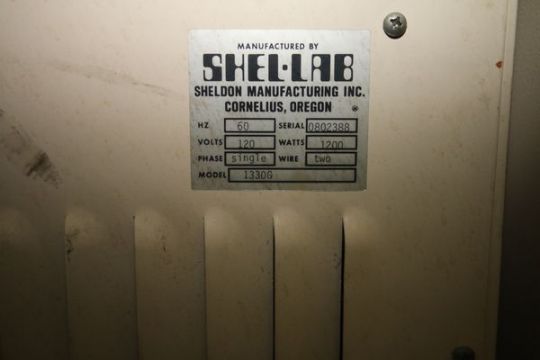 MANUFACTURED BY
SHEL·LAB
SHELDON MANUFACTURING INC.
CORNELIUS, OREGON ®
HZ 60 SERIAL 0802388
VOLTS 120 WATTS 1200
PHASE single WIRE two
MODEL 1330G